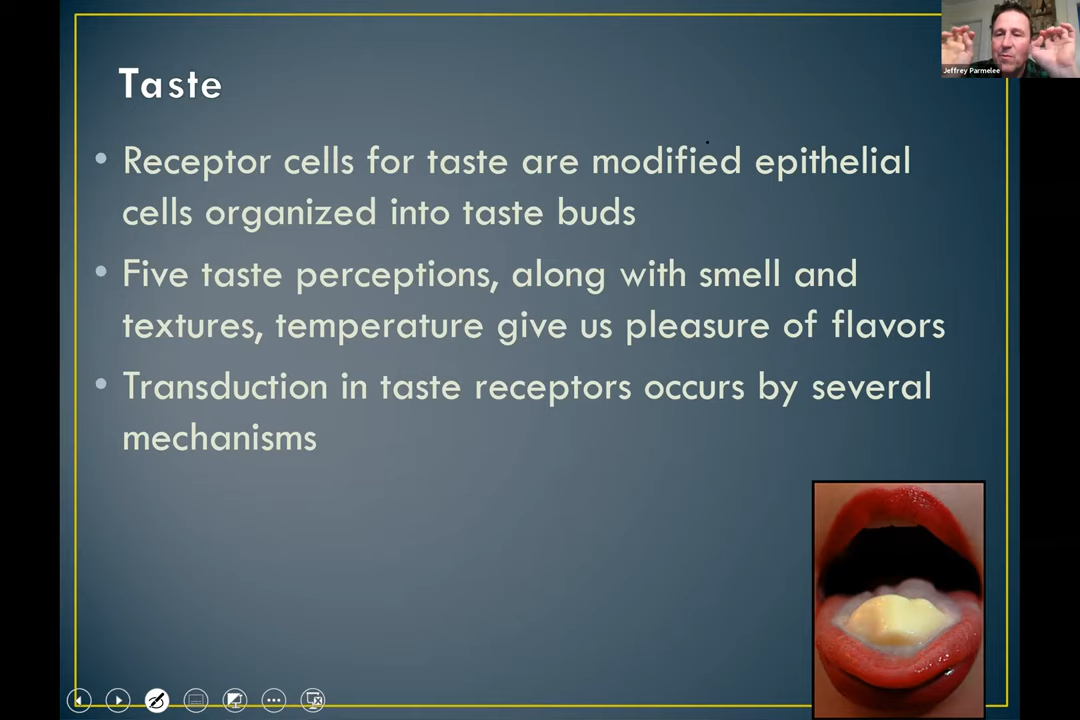 Jeffrey Parmelee
Taste
• Receptor cells for taste are modified epithelial
cells organized into taste buds
• Five taste perceptions, along with smell and
textures, temperature give us pleasure of flavors
• Transduction in taste receptors occurs by several
mechanisms